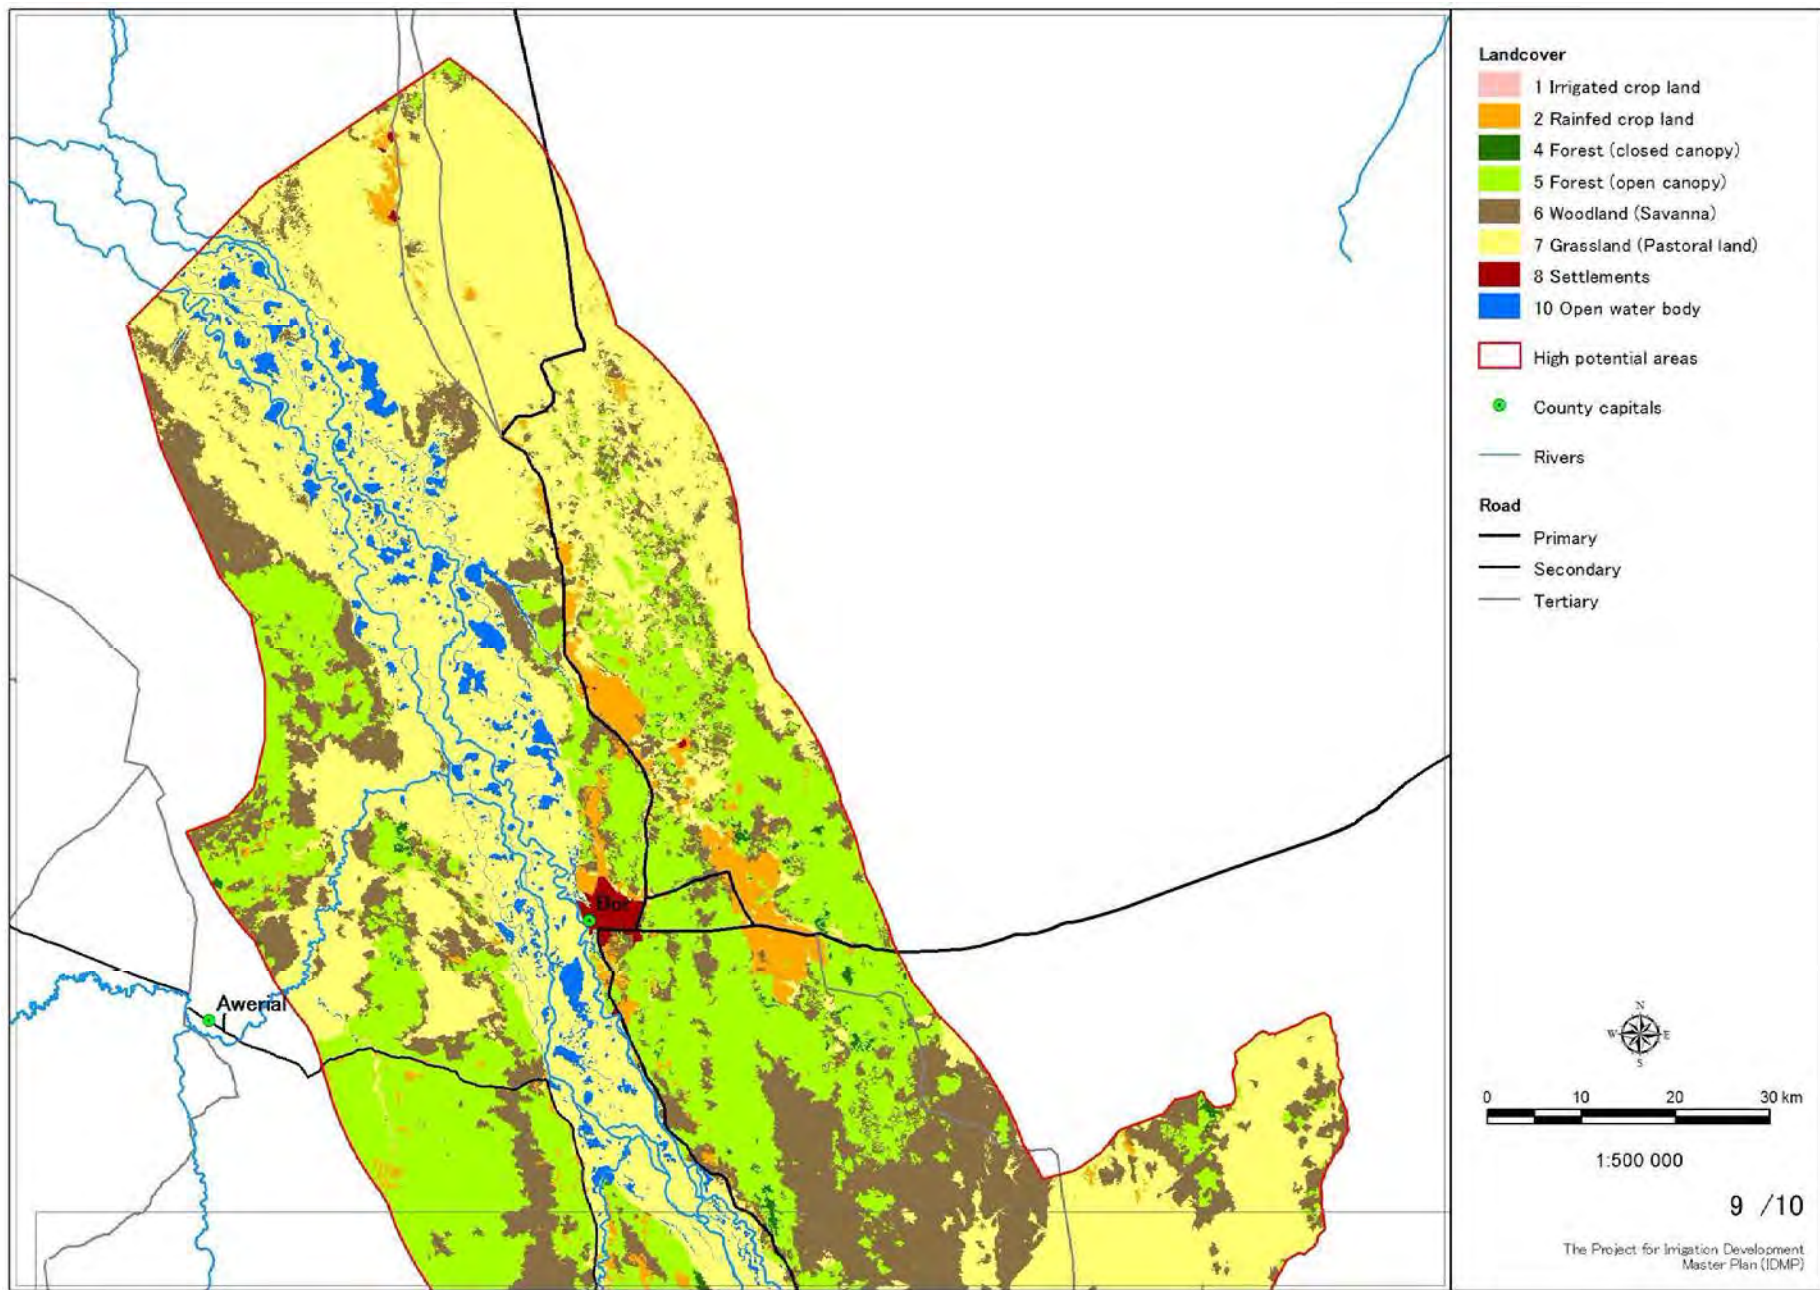 Landcover
1 Irrigated crop land
2 Rainfed crop land
4 Forest (closed canopy)
5 Forest (open canopy)
6 Woodland (Savanna)
7 Grassland (Pastoral land)
8 Settlements
10 Open water body
High potential areas
County capitals
Rivers
Road
Primary
Secondary
Tertiary
Bor
Awerial
N
W E
S
0 10 20 30 km
1:500 000
9 /10
The Project for Irrigation Development
Master Plan (IDMP)